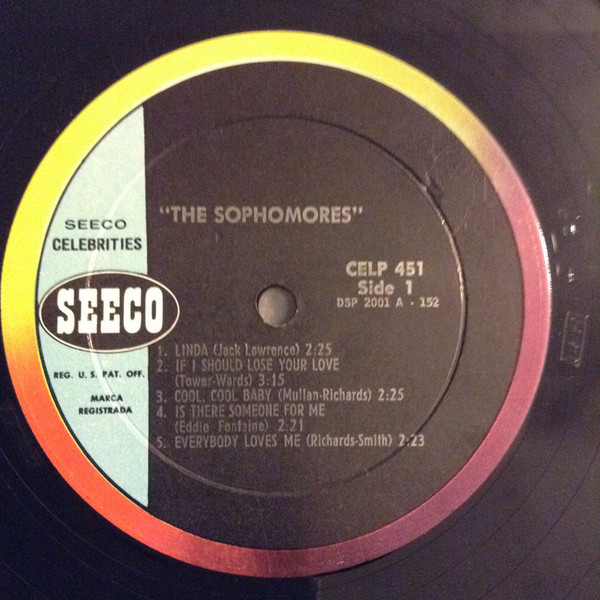 "THE SOPHOMORES"
SEECO
CELEBRITIES
CELP 451
Side 1
DSP 2001 A - 152
SEECO
REG. U. S. PAT. OFF.
MARCA
REGISTRADA
1. LINDA (Jack Lawrence) 2:25
2. IF I SHOULD LOSE YOUR LOVE
(Tower-Wards) 3:15
3. COOL, COOL BABY (Mullan-Richards) 2:25
4. IS THERE SOMEONE FOR ME
(Eddie Fontaine) 2:21
5. EVERYBODY LOVES ME (Richards-Smith) 2:23